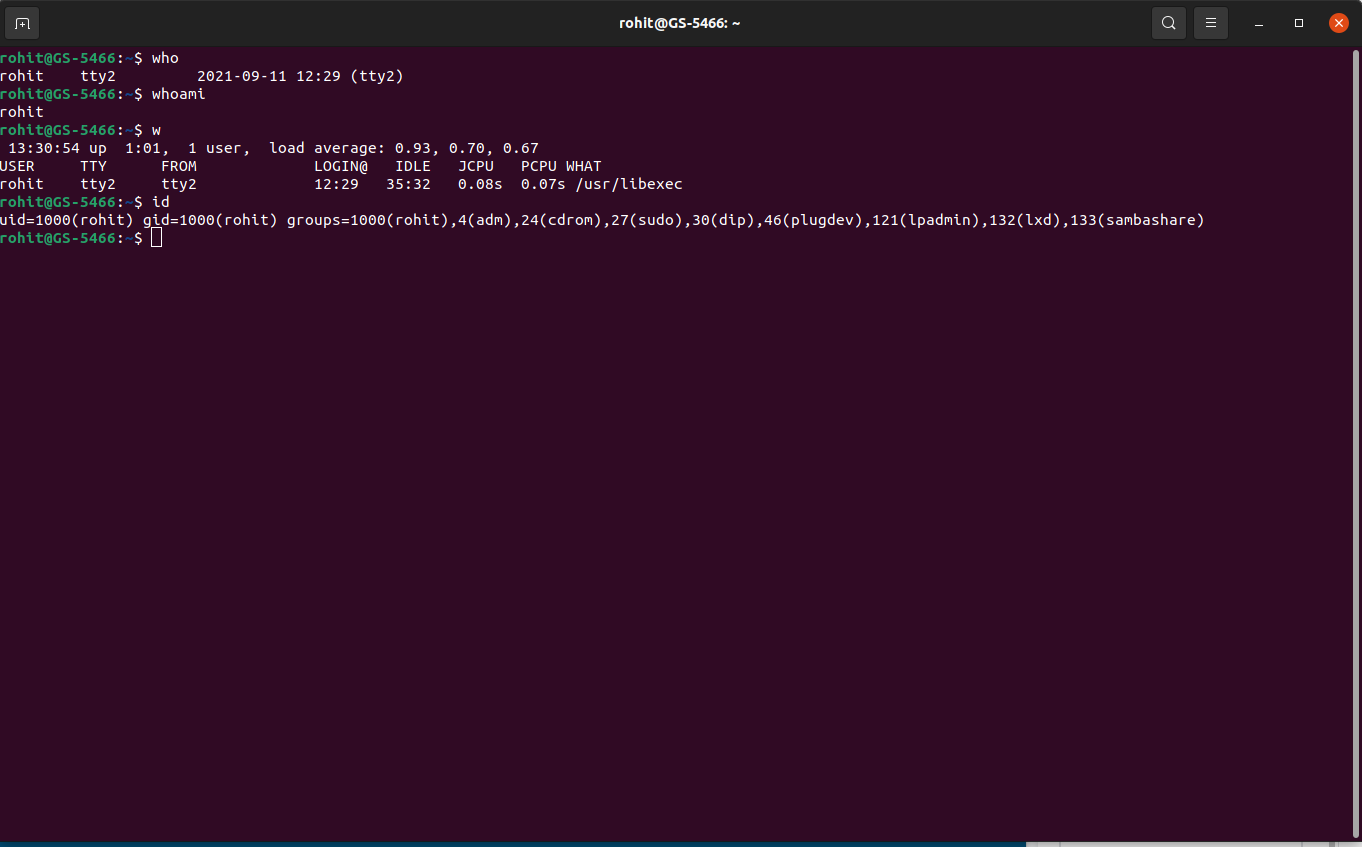 rohit@GS-5466: ~
rohit@GS-5466:~$ who
rohit    tty2         2021-09-11 12:29 (tty2)
rohit@GS-5466:~$ whoami
rohit
rohit@GS-5466:~$ w
 13:30:54 up  1:01,  1 user,  load average: 0.93, 0.70, 0.67
USER     TTY      FROM             LOGIN@   IDLE   JCPU   PCPU WHAT
rohit    tty2     tty2             12:29   35:32  0.08s  0.07s /usr/libexec
rohit@GS-5466:~$ id
uid=1000(rohit) gid=1000(rohit) groups=1000(rohit),4(adm),24(cdrom),27(sudo),30(dip),46(plugdev),121(lpadmin),132(lxd),133(sambashare)
rohit@GS-5466:~$